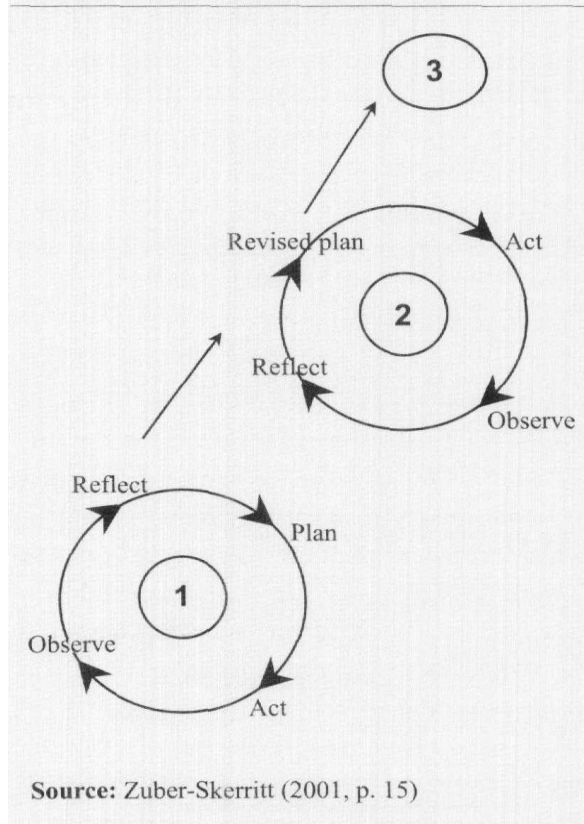 3
Revised plan
Act
2
Reflect
Observe
Reflect
Plan
1
Observe
Act
Source: Zuber-Skerritt (2001, p. 15)